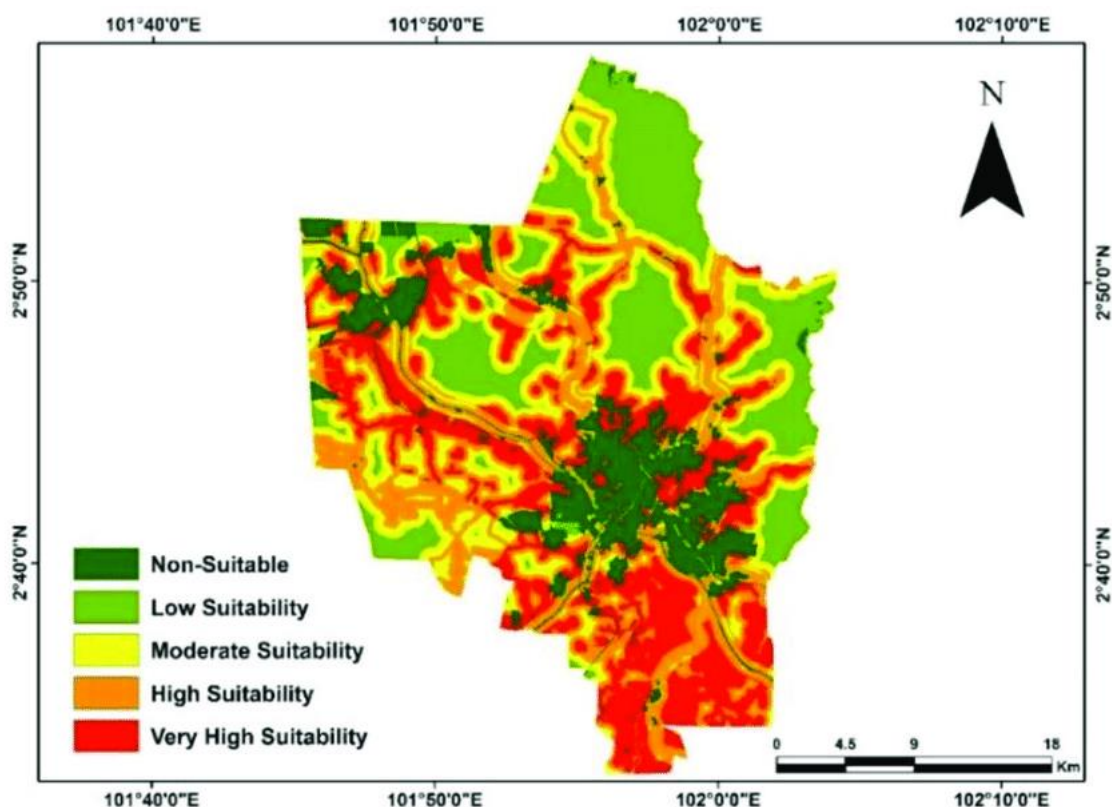 101°40'0"E 101°50'0"E 102°0'0"E 102°10'0"E
N
2°50'0"N 2°50'0"N
2°40'0"N 2°40'0"N
Non-Suitable
Low Suitability
Moderate Suitability
High Suitability
Very High Suitability
0 4.5 9 18
Km
101°40'0"E 101°50'0"E 102°0'0"E 102°10'0"E